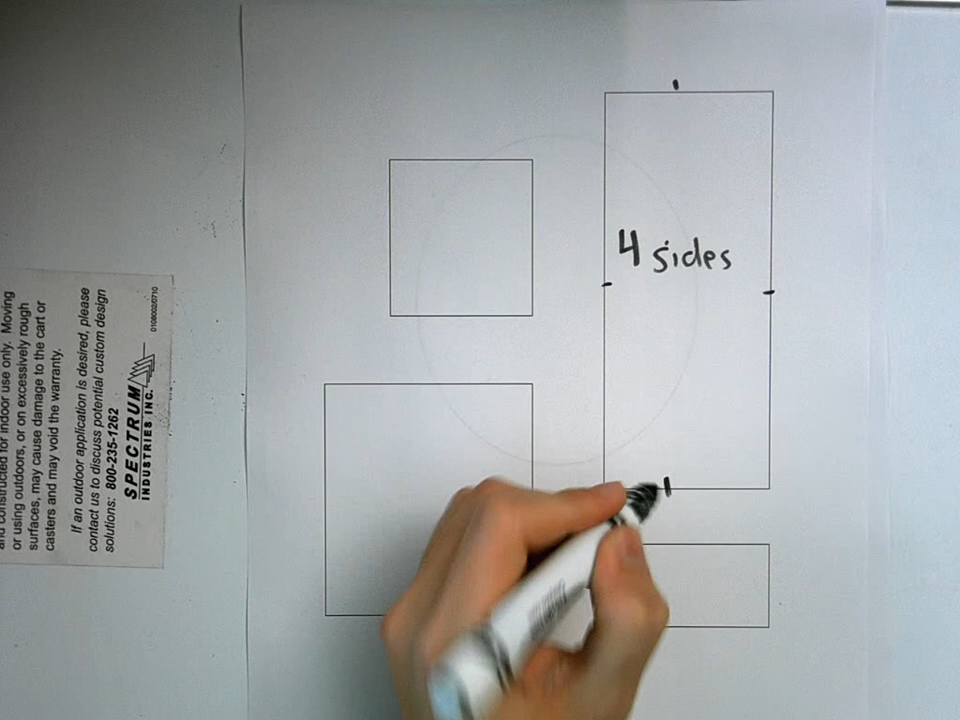 4 sides
and constructed for indoor use only. Moving
or using outdoors, or on excessively rough
surfaces, may cause damage to the cart or
casters and may void the warranty.
If an outdoor application is desired, please
contact us to discuss potential custom design
solutions: 800-235-1262
SPECTRUM
INDUSTRIES INC.